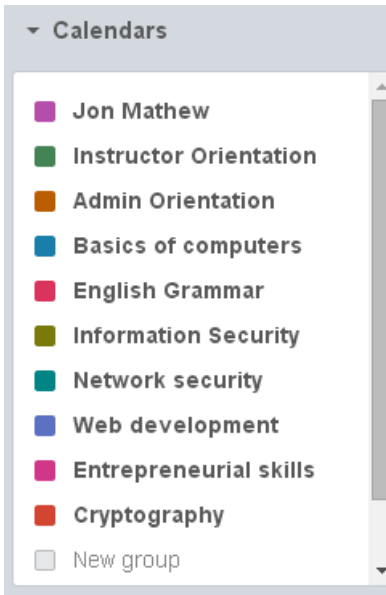 Calendars
Jon Mathew
Instructor Orientation
Admin Orientation
Basics of computers
English Grammar
Information Security
Network security
Web development
Entrepreneurial skills
Cryptography
New group